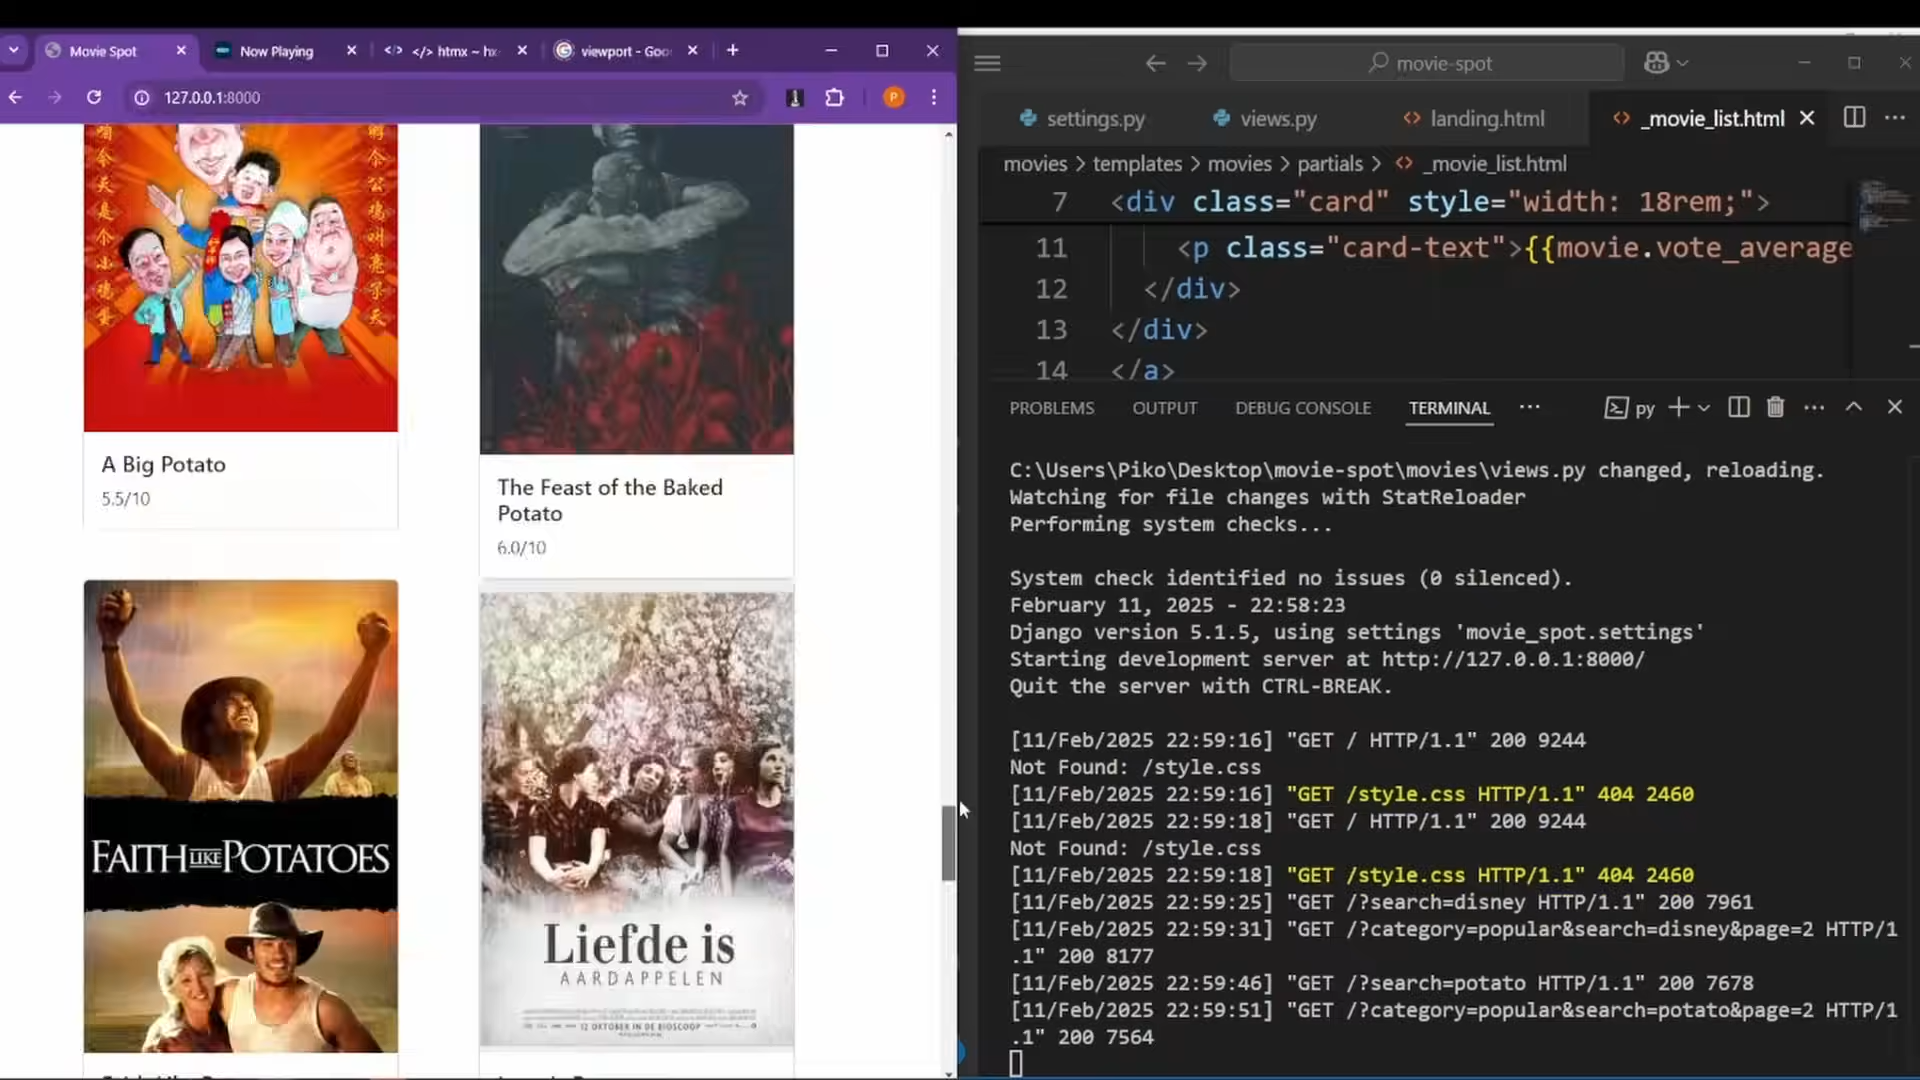 Movie Spot
Now Playing
</> htmx ~ hx
viewport - Goo
127.0.0.1:8000
P
A Big Potato
5.5/10
The Feast of the Baked
Potato
6.0/10
FAITH LIKE POTATOES
Liefde is
AARDAPPELEN
12 OKTOBER IN DE BIOSCOOP
movie-spot
settings.py
views.py
landing.html
_movie_list.html
movies > templates > movies > partials > <> _movie_list.html
7 <div class="card" style="width: 18rem;">
11 <p class="card-text">{{movie.vote_average
12 </div>
13 </div>
14 </a>
PROBLEMS OUTPUT DEBUG CONSOLE TERMINAL ··· py
C:\Users\Piko\Desktop\movie-spot\movies\views.py changed, reloading.
Watching for file changes with StatReloader
Performing system checks...
System check identified no issues (0 silenced).
February 11, 2025 - 22:58:23
Django version 5.1.5, using settings 'movie_spot.settings'
Starting development server at http://127.0.0.1:8000/
Quit the server with CTRL-BREAK.
[11/Feb/2025 22:59:16] "GET / HTTP/1.1" 200 9244
Not Found: /style.css
[11/Feb/2025 22:59:16] "GET /style.css HTTP/1.1" 404 2460
[11/Feb/2025 22:59:18] "GET / HTTP/1.1" 200 9244
Not Found: /style.css
[11/Feb/2025 22:59:18] "GET /style.css HTTP/1.1" 404 2460
[11/Feb/2025 22:59:25] "GET /?search=disney HTTP/1.1" 200 7961
[11/Feb/2025 22:59:31] "GET /?category=popular&search=disney&page=2 HTTP/1
.1" 200 8177
[11/Feb/2025 22:59:46] "GET /?search=potato HTTP/1.1" 200 7678
[11/Feb/2025 22:59:51] "GET /?category=popular&search=potato&page=2 HTTP/1
.1" 200 7564